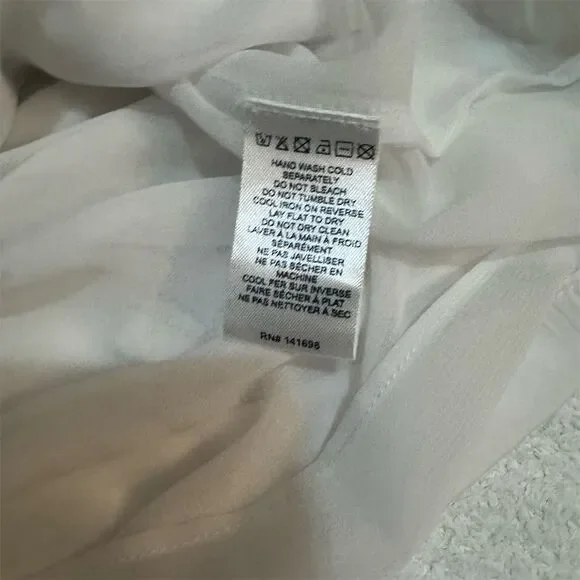 HAND WASH COLD
SEPARATELY
DO NOT BLEACH
DO NOT TUMBLE DRY
COOL IRON ON REVERSE
LAY FLAT TO DRY
DO NOT DRY CLEAN
LAVER À LA MAIN À FROID
SÉPARÉMENT
NE PAS JAVELLISER
NE PAS SÉCHER EN
MACHINE
COOL FER SUR INVERSE
FAIRE SÉCHER À PLAT
NE PAS NETTOYER À SEC
RN# 141698